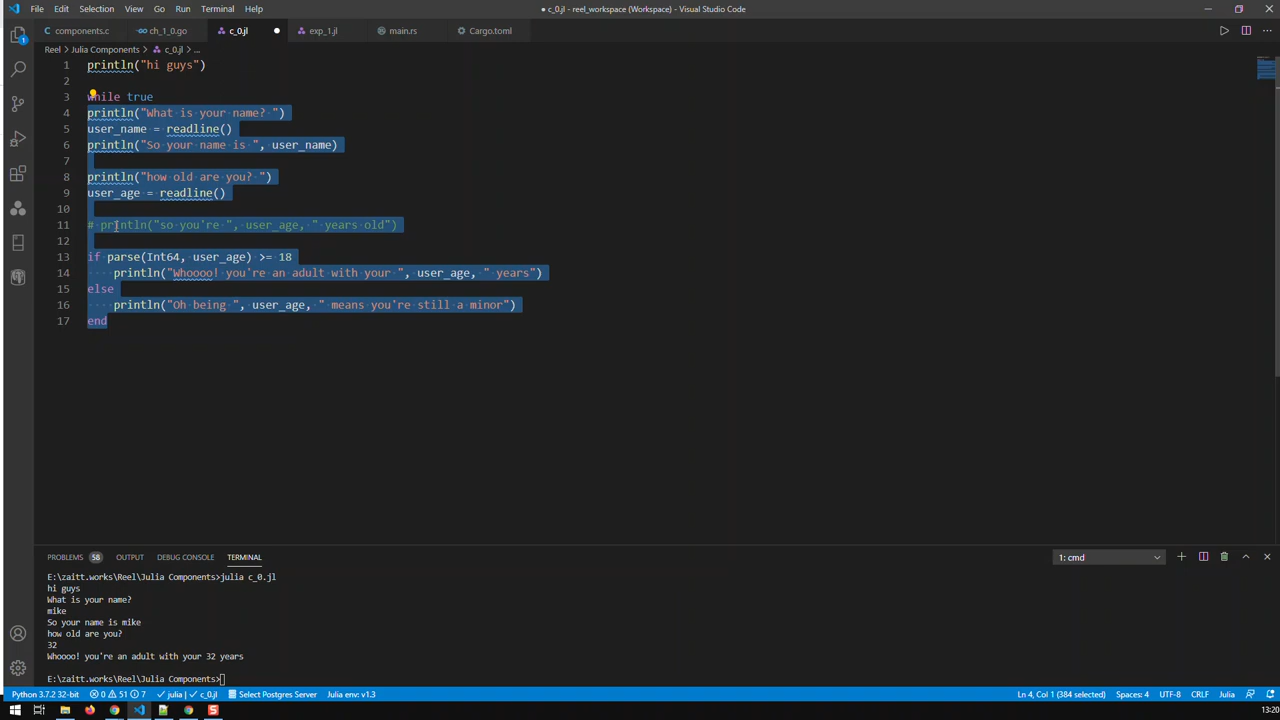 File Edit Selection View Go Run Terminal Help
● c_0.jl - reel_workspace (Workspace) - Visual Studio Code
components.c ch_1_0.go c_0.jl ● exp_1.jl main.rs Cargo.toml
Reel > Julia Components > c_0.jl > ...
1 println("hi guys")
2
3 while true
4 println("What is your name? ")
5 user_name = readline()
6 println("So your name is ", user_name)
7
8 println("how old are you? ")
9 user_age = readline()
10
11 # println("so you're ", user_age, " years old")
12
13 if parse(Int64, user_age) >= 18
14     println("Whoooo! you're an adult with your ", user_age, " years")
15 else
16     println("Oh being ", user_age, " means you're still a minor")
17 end
1
PROBLEMS 58 OUTPUT DEBUG CONSOLE TERMINAL
1: cmd
E:\zaitt.works\Reel\Julia Components>julia c_0.jl
hi guys
What is your name?
mike
So your name is mike
how old are you?
32
Whoooo! you're an adult with your 32 years
E:\zaitt.works\Reel\Julia Components>
Python 3.7.2 32-bit 0 51 7 ✓ julia | ✓ c_0.jl Select Postgres Server Julia env: v1.3
Ln 4, Col 1 (384 selected) Spaces: 4 UTF-8 CRLF Julia
13:20